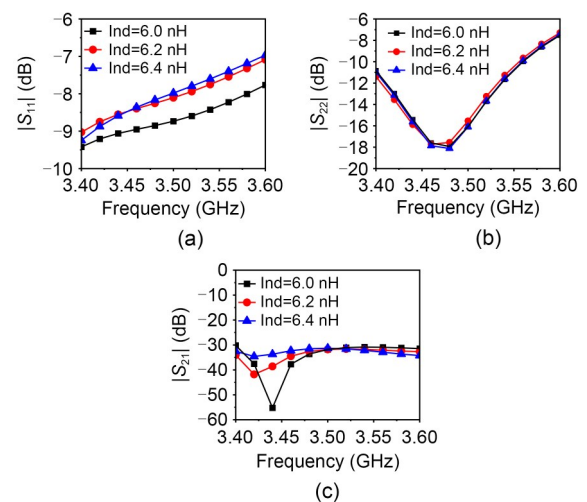 −6
−7
−8
−9
−10
|S11| (dB)
Ind=6.0 nH
Ind=6.2 nH
Ind=6.4 nH
3.40
3.45
3.50
3.55
3.60
Frequency (GHz)
(a)
−6
−8
−10
−12
−14
−16
−18
−20
|S22| (dB)
Ind=6.0 nH
Ind=6.2 nH
Ind=6.4 nH
3.40
3.45
3.50
3.55
3.60
Frequency (GHz)
(b)
0
−10
−20
−30
−40
−50
−60
|S21| (dB)
Ind=6.0 nH
Ind=6.2 nH
Ind=6.4 nH
3.40
3.45
3.50
3.55
3.60
Frequency (GHz)
(c)